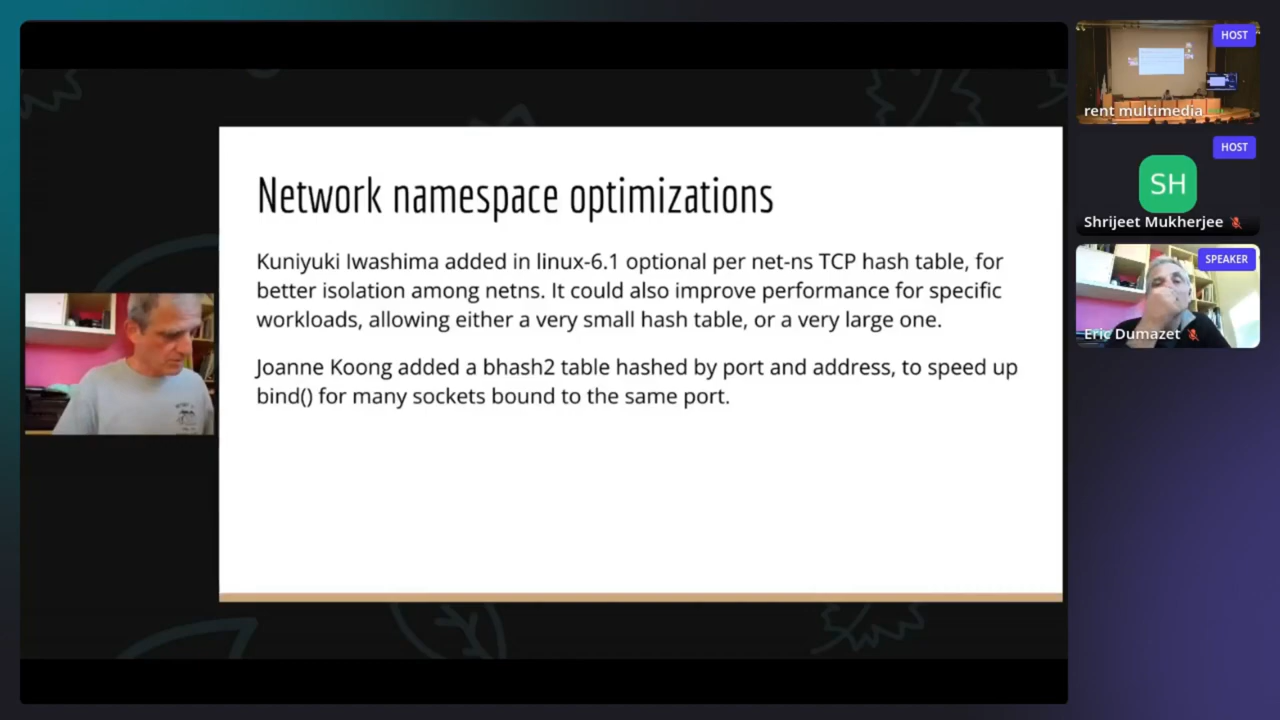 Network namespace optimizations
Kuniyuki Iwashima added in linux-6.1 optional per net-ns TCP hash table, for
better isolation among netns. It could also improve performance for specific
workloads, allowing either a very small hash table, or a very large one.
Joanne Koong added a bhash2 table hashed by port and address, to speed up
bind() for many sockets bound to the same port.
HOST
rent multimedia
HOST
SH
Shrijeet Mukherjee
SPEAKER
Eric Dumazet